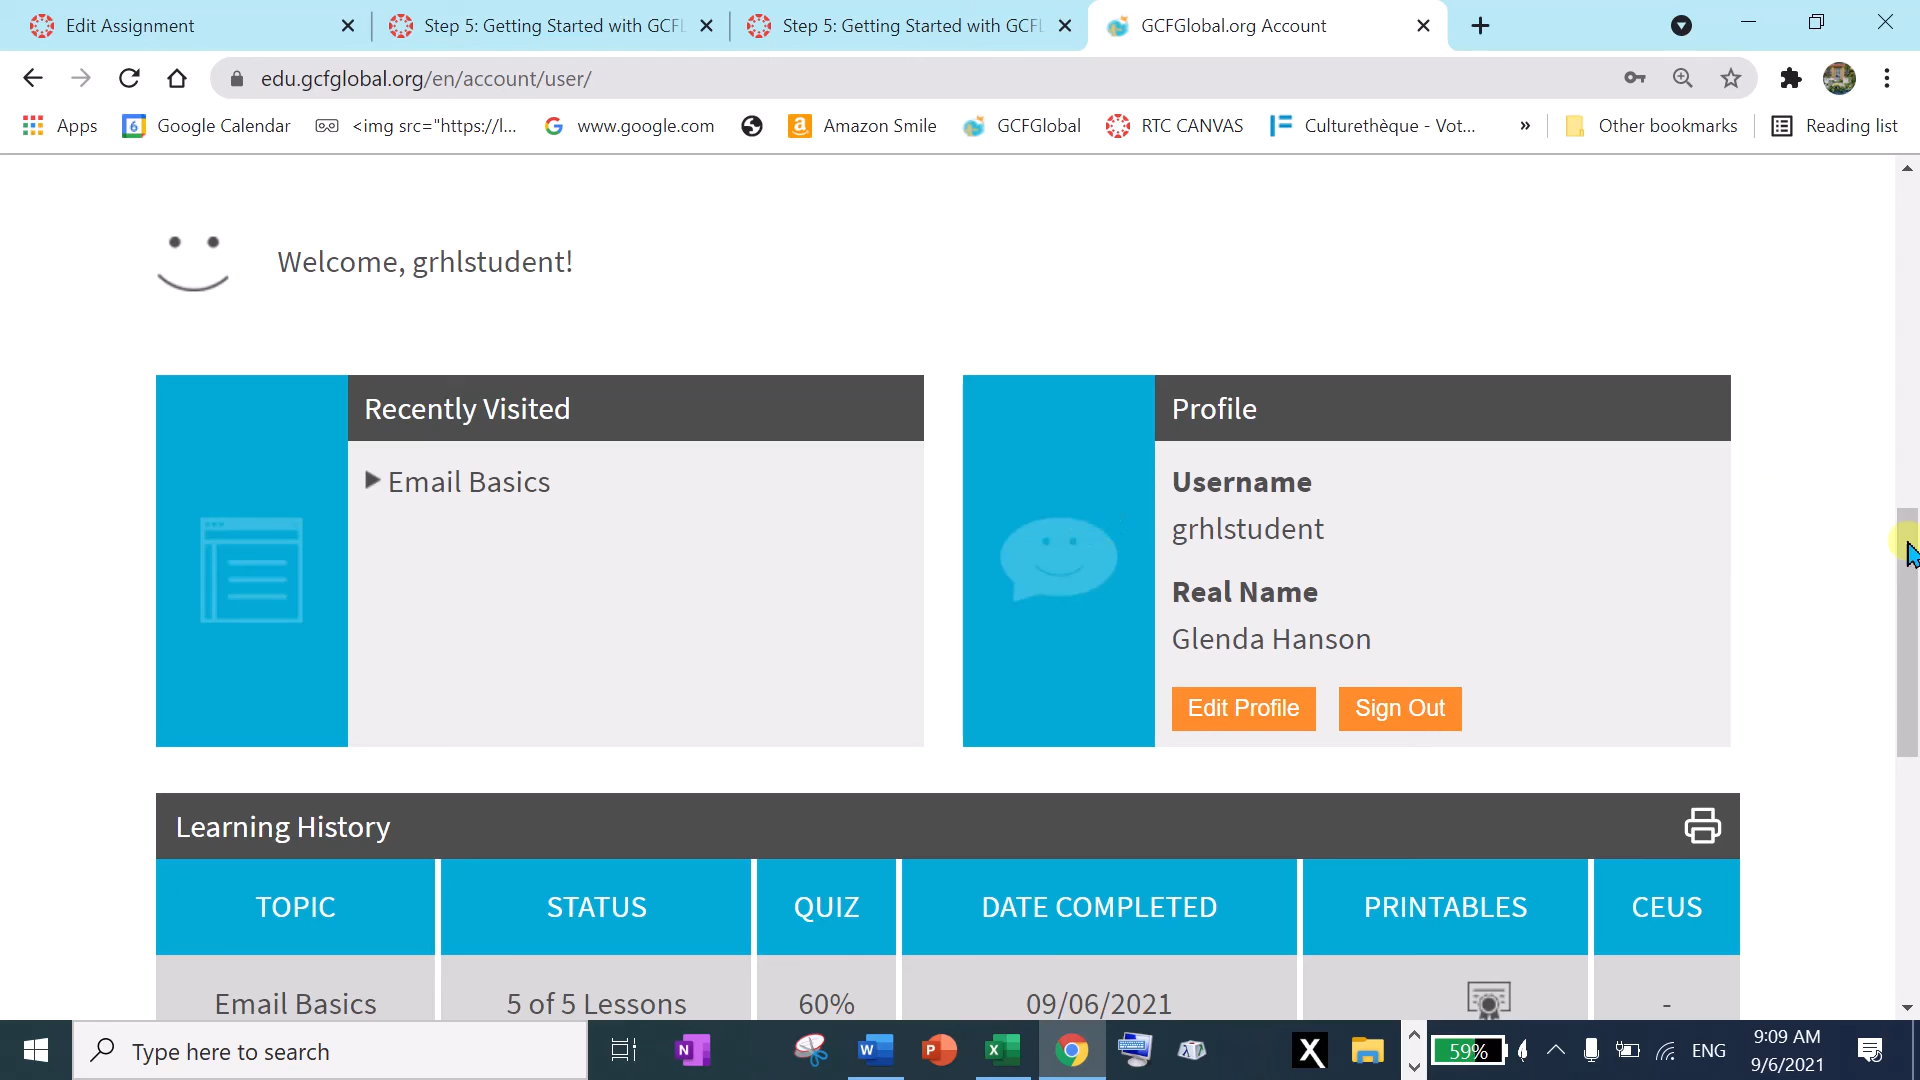 Edit Assignment
Step 5: Getting Started with GCFL
Step 5: Getting Started with GCFL
GCFGlobal.org Account
edu.gcfglobal.org/en/account/user/
Apps
6
Google Calendar
<img src="https://l...
www.google.com
Amazon Smile
GCFGlobal
RTC CANVAS
Culturethèque - Vot...
»
Other bookmarks
Reading list
Welcome, grhlstudent!
Recently Visited
Email Basics
Profile
Username
grhlstudent
Real Name
Glenda Hanson
Edit Profile
Sign Out
Learning History
TOPIC
STATUS
QUIZ
DATE COMPLETED
PRINTABLES
CEUS
Email Basics
5 of 5 Lessons
60%
09/06/2021
-
Type here to search
59%
ENG
9:09 AM
9/6/2021